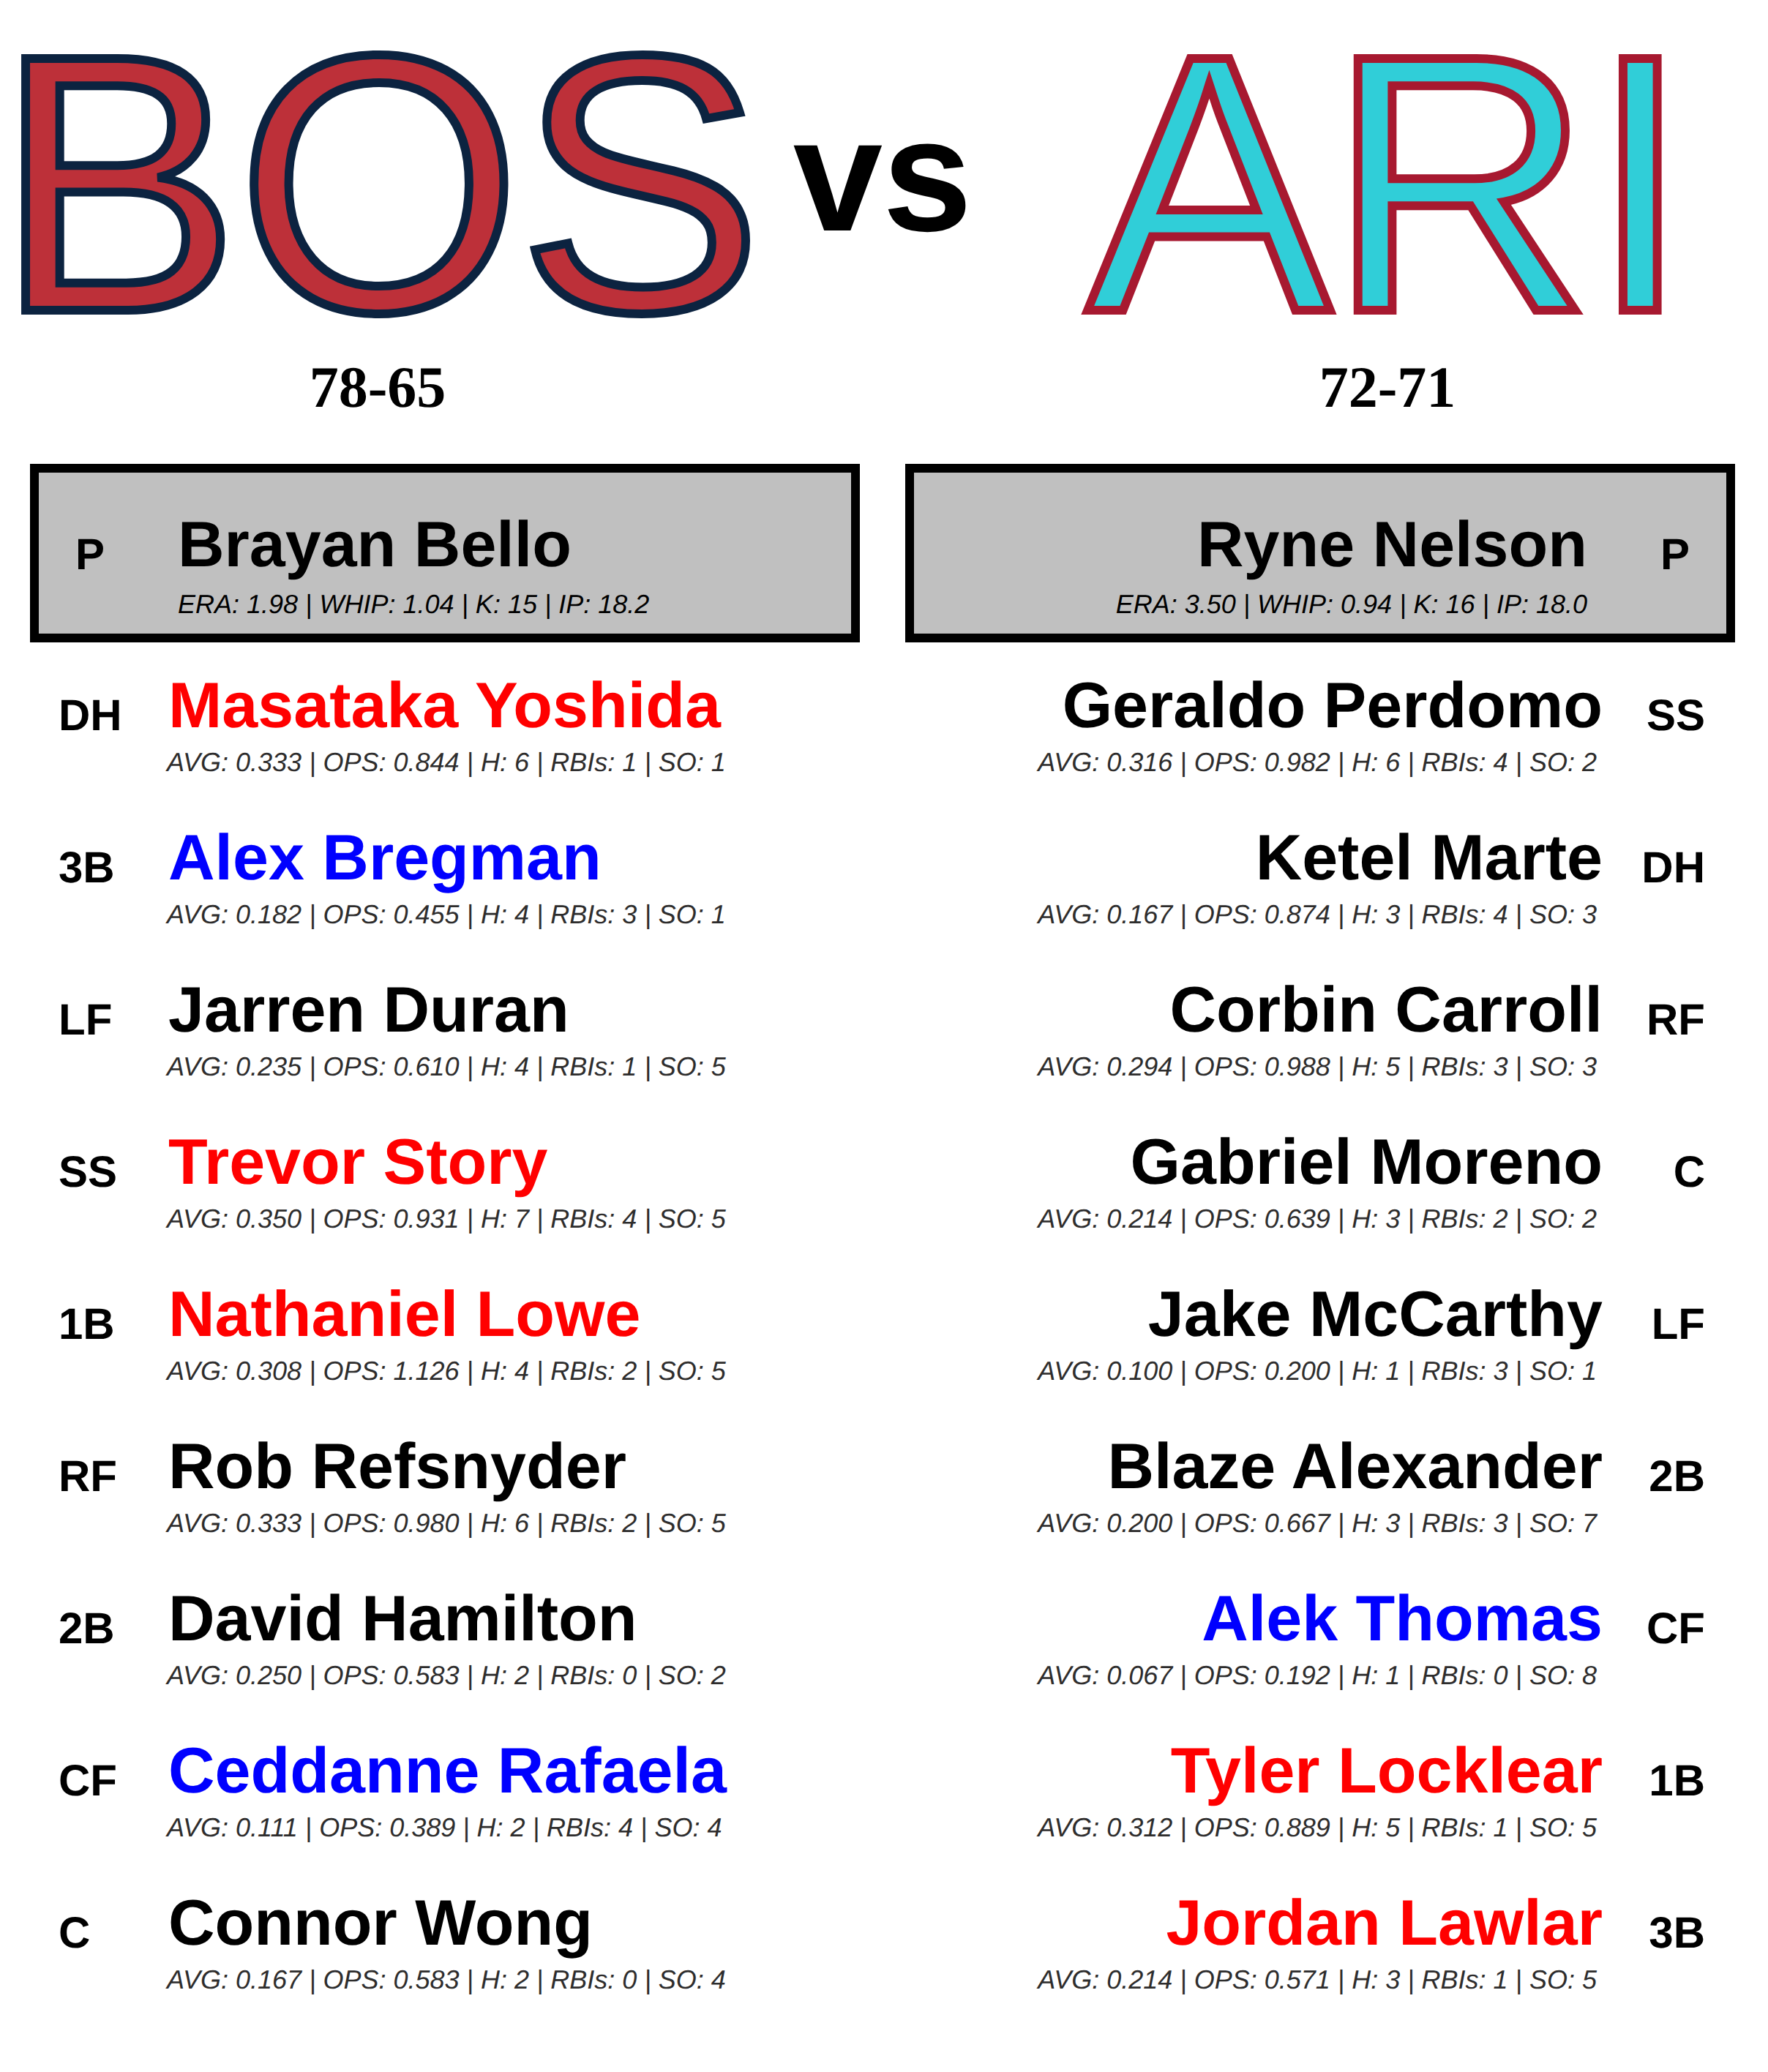 BOS vs ARI
78-65 72-71
P Brayan Bello Ryne Nelson P
ERA: 1.98 | WHIP: 1.04 | K: 15 | IP: 18.2 ERA: 3.50 | WHIP: 0.94 | K: 16 | IP: 18.0
DH Masataka Yoshida Geraldo Perdomo SS
AVG: 0.333 | OPS: 0.844 | H: 6 | RBIs: 1 | SO: 1 AVG: 0.316 | OPS: 0.982 | H: 6 | RBIs: 4 | SO: 2
3B Alex Bregman Ketel Marte DH
AVG: 0.182 | OPS: 0.455 | H: 4 | RBIs: 3 | SO: 1 AVG: 0.167 | OPS: 0.874 | H: 3 | RBIs: 4 | SO: 3
LF Jarren Duran Corbin Carroll RF
AVG: 0.235 | OPS: 0.610 | H: 4 | RBIs: 1 | SO: 5 AVG: 0.294 | OPS: 0.988 | H: 5 | RBIs: 3 | SO: 3
SS Trevor Story Gabriel Moreno C
AVG: 0.350 | OPS: 0.931 | H: 7 | RBIs: 4 | SO: 5 AVG: 0.214 | OPS: 0.639 | H: 3 | RBIs: 2 | SO: 2
1B Nathaniel Lowe Jake McCarthy LF
AVG: 0.308 | OPS: 1.126 | H: 4 | RBIs: 2 | SO: 5 AVG: 0.100 | OPS: 0.200 | H: 1 | RBIs: 3 | SO: 1
RF Rob Refsnyder Blaze Alexander 2B
AVG: 0.333 | OPS: 0.980 | H: 6 | RBIs: 2 | SO: 5 AVG: 0.200 | OPS: 0.667 | H: 3 | RBIs: 3 | SO: 7
2B David Hamilton Alek Thomas CF
AVG: 0.250 | OPS: 0.583 | H: 2 | RBIs: 0 | SO: 2 AVG: 0.067 | OPS: 0.192 | H: 1 | RBIs: 0 | SO: 8
CF Ceddanne Rafaela Tyler Locklear 1B
AVG: 0.111 | OPS: 0.389 | H: 2 | RBIs: 4 | SO: 4 AVG: 0.312 | OPS: 0.889 | H: 5 | RBIs: 1 | SO: 5
C Connor Wong Jordan Lawlar 3B
AVG: 0.167 | OPS: 0.583 | H: 2 | RBIs: 0 | SO: 4 AVG: 0.214 | OPS: 0.571 | H: 3 | RBIs: 1 | SO: 5